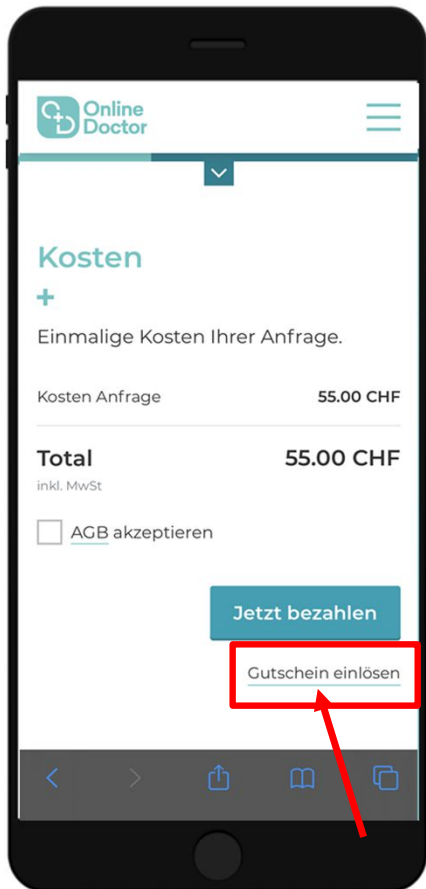 Online
Doctor
Kosten
Einmalige Kosten Ihrer Anfrage.
Kosten Anfrage 55.00 CHF
Total 55.00 CHF
inkl. MwSt
AGB akzeptieren
Jetzt bezahlen
Gutschein einlösen